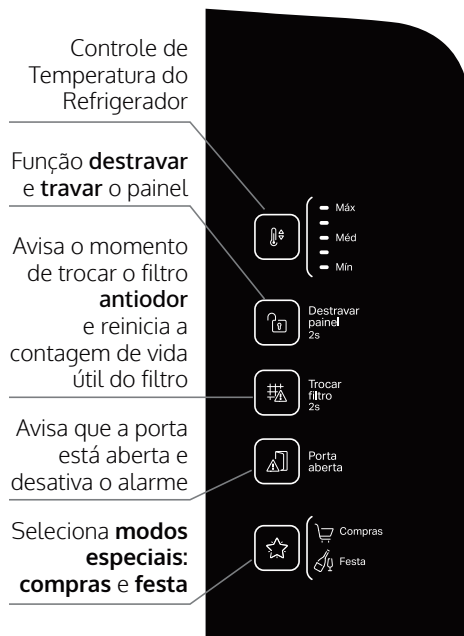 Controle de
Temperatura do
Refrigerador
Função destravar
e travar o painel
Avisa o momento
de trocar o filtro
antiodor
e reinicia a
contagem de vida
útil do filtro
Avisa que a porta
está aberta e
desativa o alarme
Seleciona modos
especiais:
compras e festa
Máx
Méd
Mín
Destravar
painel
2s
Trocar
filtro
2s
Porta
aberta
Compras
Festa